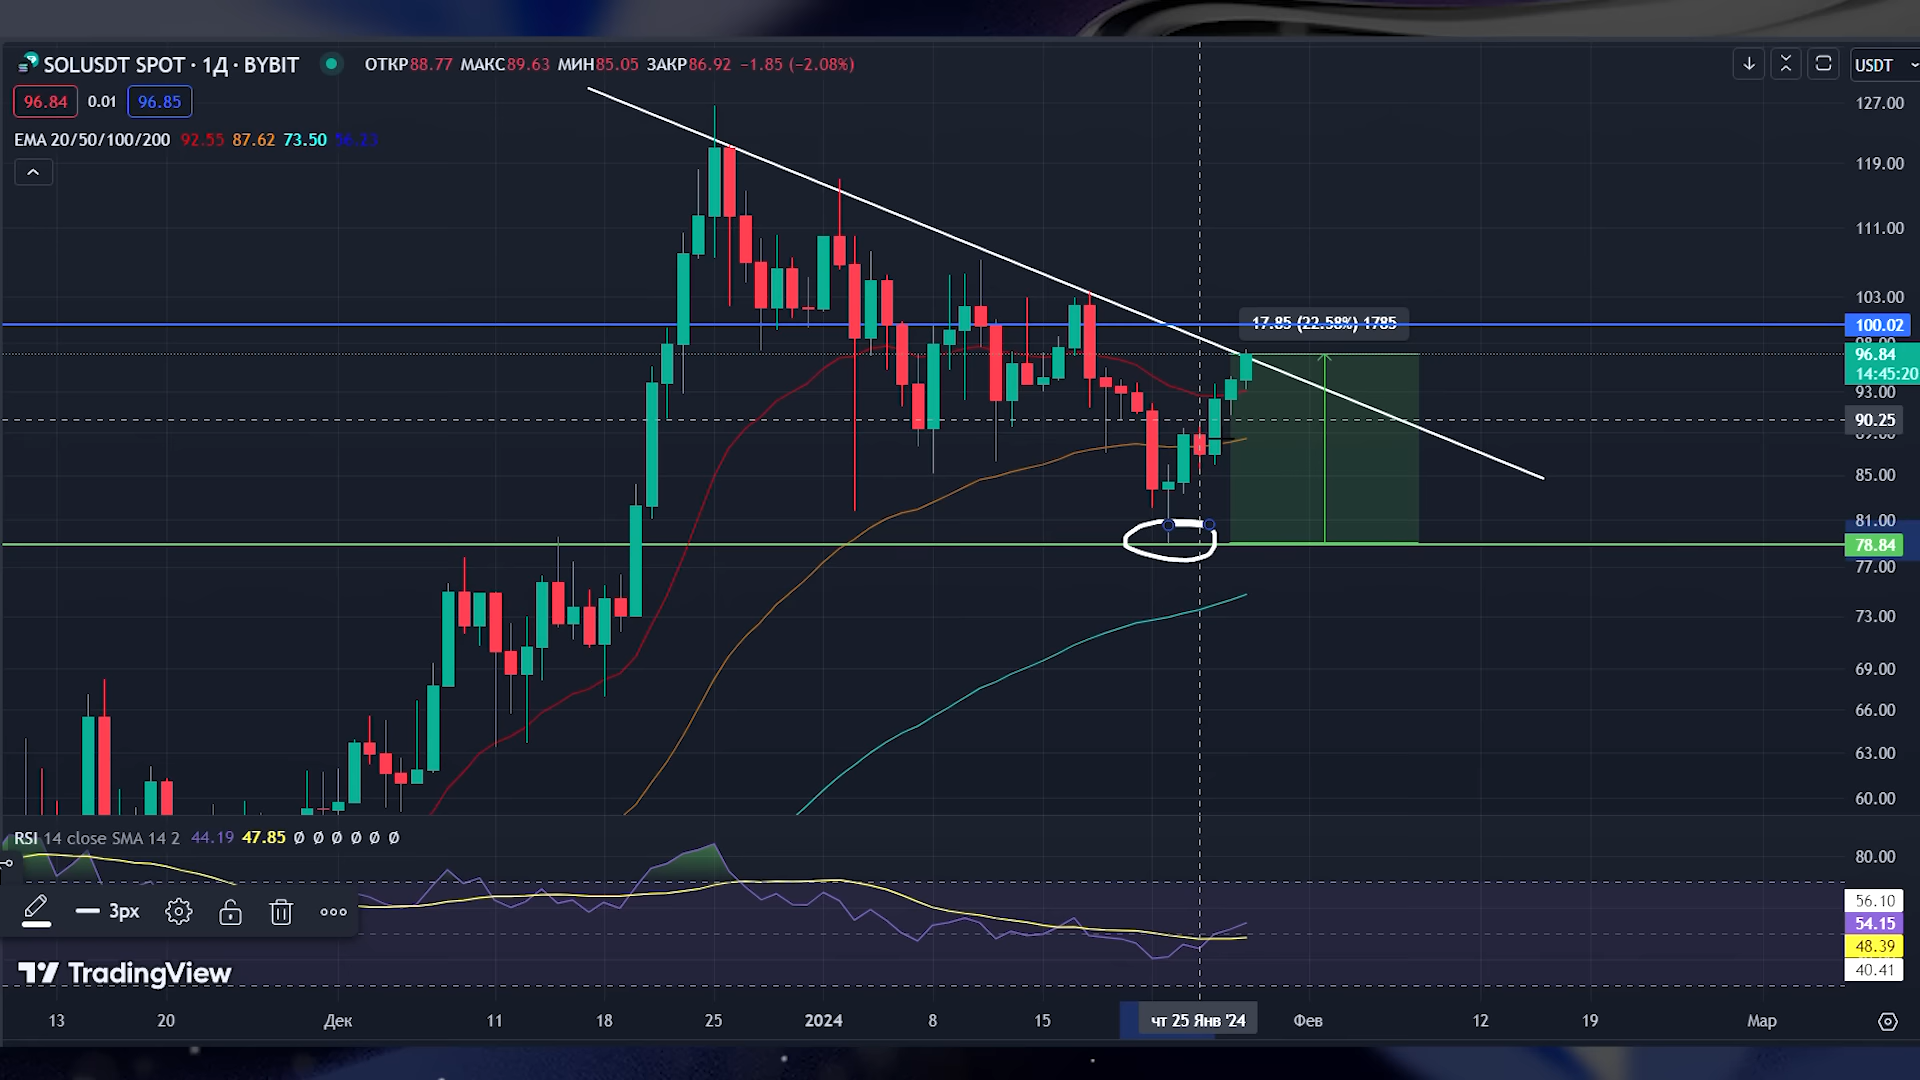 SOLUSDT SPOT · 1Д · BYBIT ОТКР88.77 МАКС89.63 МИН85.05 ЗАКР86.92 −1.85 (−2.08%)
USDT
96.84 0.01 96.85
EMA 20/50/100/200 92.55 87.62 73.50 56.23
127.00
119.00
111.00
103.00
17.85 (22.58%) 1785
100.02
98.00
96.84
14:45:20
93.00
90.25
89.00
85.00
81.00
78.84
77.00
73.00
69.00
66.00
63.00
60.00
RSI 14 close SMA 14 2 44.19 47.85 Ø Ø Ø Ø Ø Ø
80.00
56.10
54.15
48.39
40.41
3px
TradingView
13 20 Дек 11 18 25 2024 8 15 чт 25 Янв '24 Фев 12 19 Мар